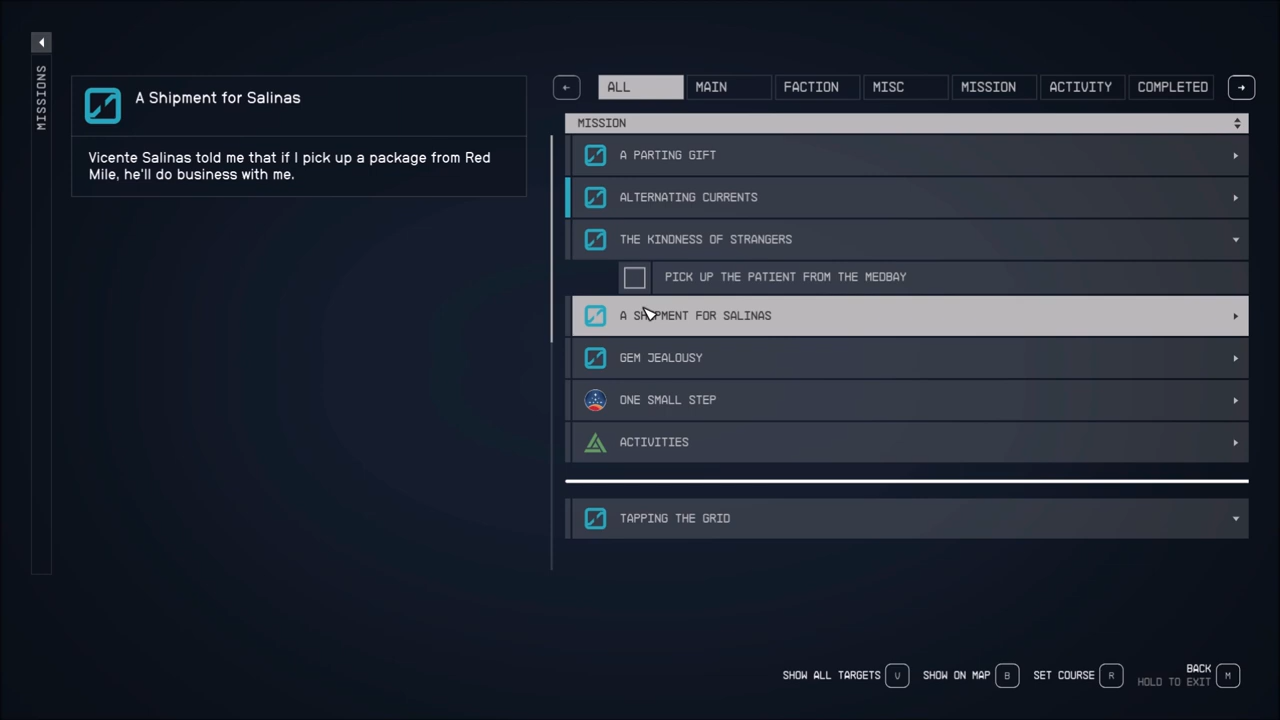 MISSIONS
A Shipment for Salinas
Vicente Salinas told me that if I pick up a package from Red
Mile, he'll do business with me.
ALL
MAIN
FACTION
MISC
MISSION
ACTIVITY
COMPLETED
MISSION
A PARTING GIFT
ALTERNATING CURRENTS
THE KINDNESS OF STRANGERS
PICK UP THE PATIENT FROM THE MEDBAY
A SHIPMENT FOR SALINAS
GEM JEALOUSY
ONE SMALL STEP
ACTIVITIES
TAPPING THE GRID
SHOW ALL TARGETS V
SHOW ON MAP B
SET COURSE R
BACK
HOLD TO EXIT M